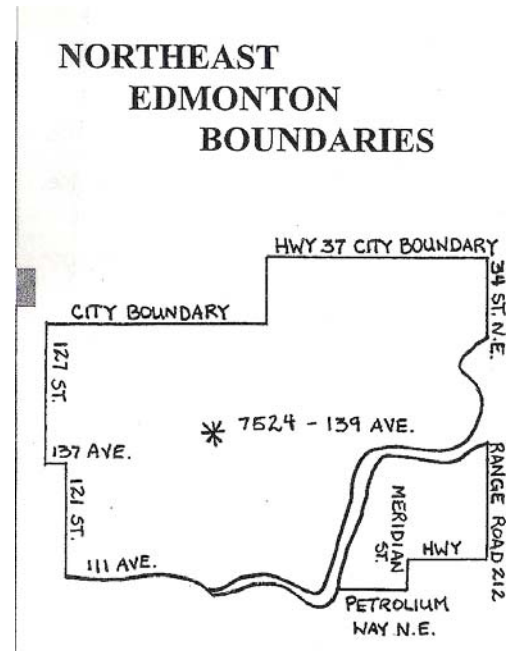 NORTHEAST
EDMONTON
BOUNDARIES
HWY 37 CITY BOUNDARY
34 ST. N.E.
CITY BOUNDARY
127 ST.
7524 - 139 AVE.
137 AVE.
121 ST.
MERIDIAN
ST.
RANGE ROAD 212
HWY
111 AVE.
PETROLIUM
WAY N.E.